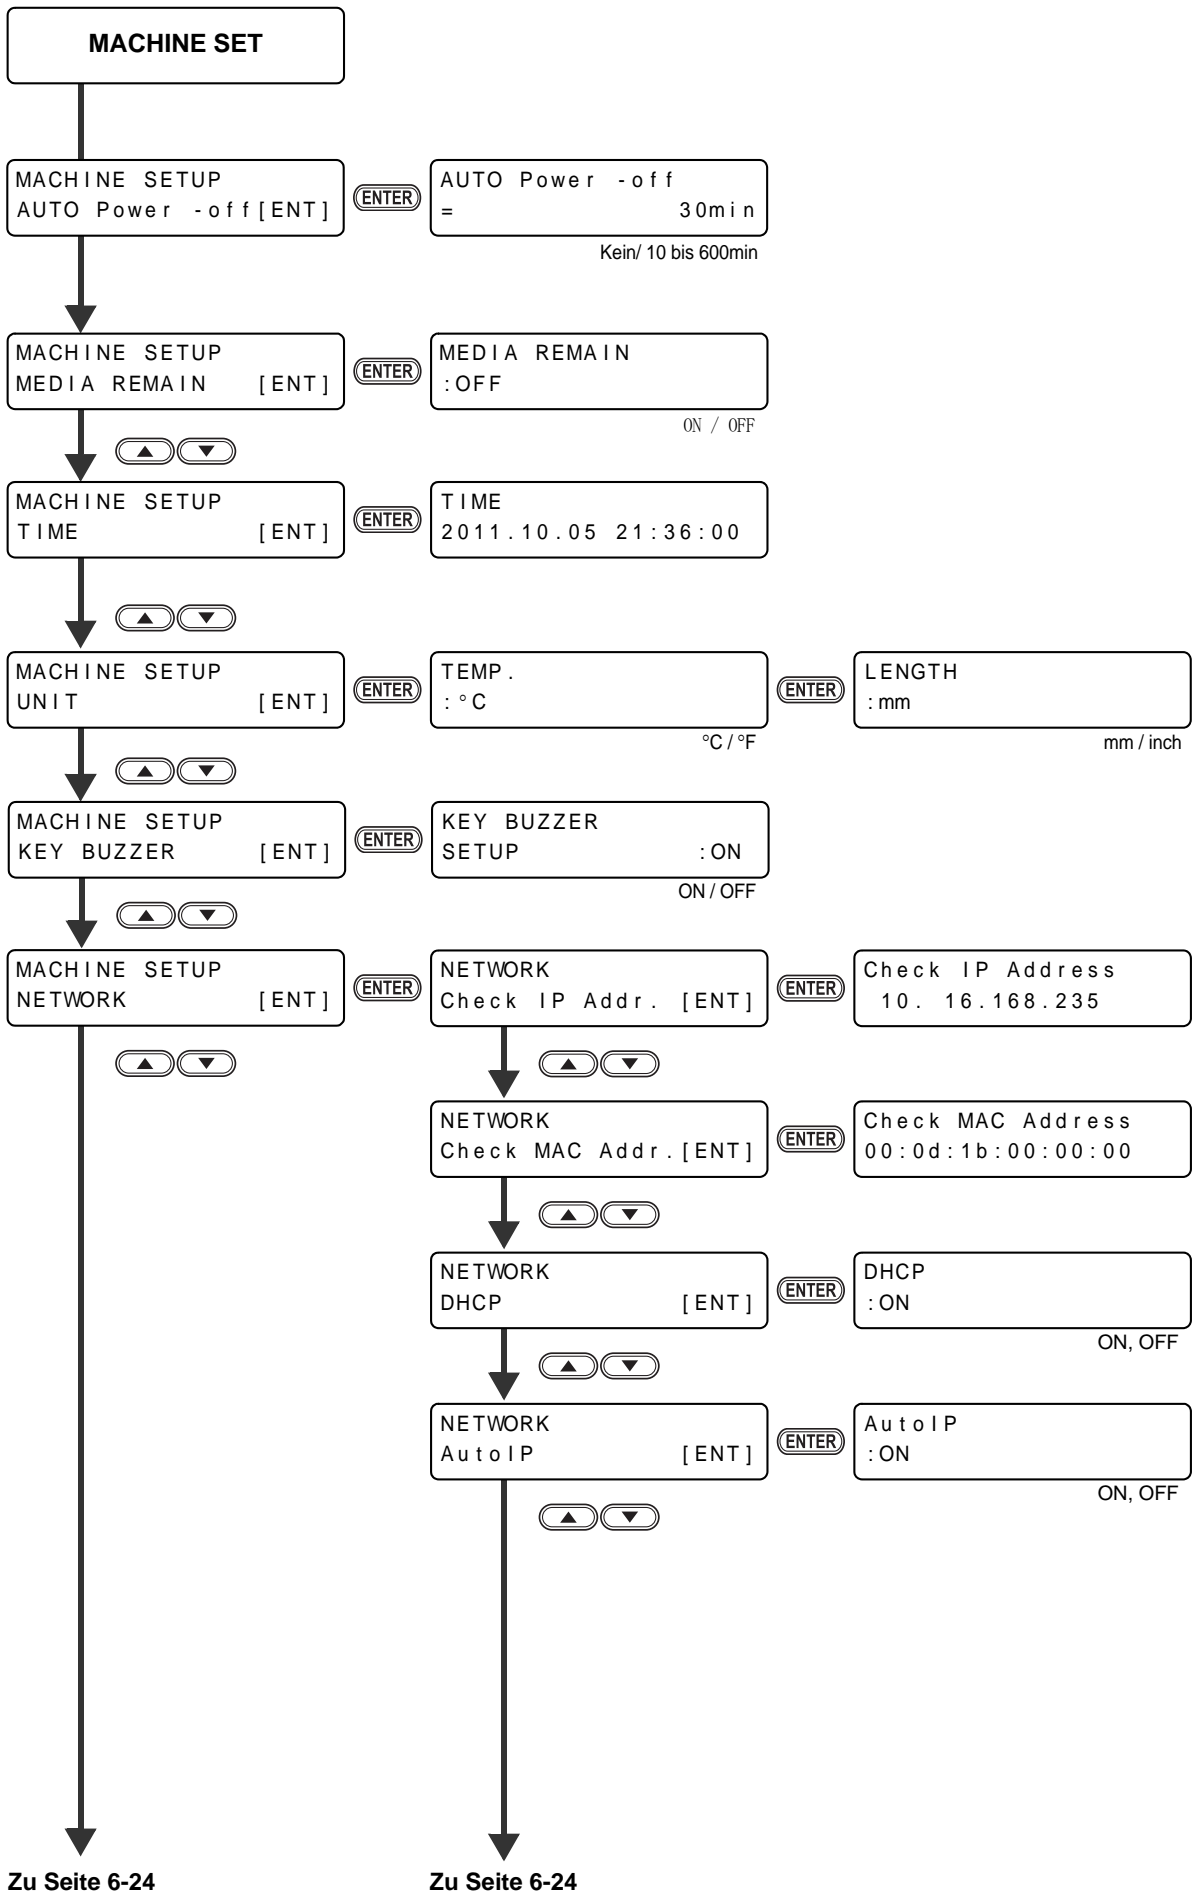 MACHINE SET
MACHINE SETUP
AUTO Power -off[ENT]
ENTER
AUTO Power -off
= 30min
Kein/ 10 bis 600min
MACHINE SETUP
MEDIA REMAIN [ENT]
ENTER
MEDIA REMAIN
:OFF
ON / OFF
MACHINE SETUP
TIME [ENT]
ENTER
TIME
2011.10.05 21:36:00
MACHINE SETUP
UNIT [ENT]
ENTER
TEMP.
:°C
°C / °F
ENTER
LENGTH
:mm
mm / inch
MACHINE SETUP
KEY BUZZER [ENT]
ENTER
KEY BUZZER
SETUP :ON
ON / OFF
MACHINE SETUP
NETWORK [ENT]
ENTER
NETWORK
Check IP Addr. [ENT]
ENTER
Check IP Address
10. 16.168.235
NETWORK
Check MAC Addr.[ENT]
ENTER
Check MAC Address
00:0d:1b:00:00:00
NETWORK
DHCP [ENT]
ENTER
DHCP
:ON
ON, OFF
NETWORK
AutoIP [ENT]
ENTER
AutoIP
:ON
ON, OFF
Zu Seite 6-24
Zu Seite 6-24